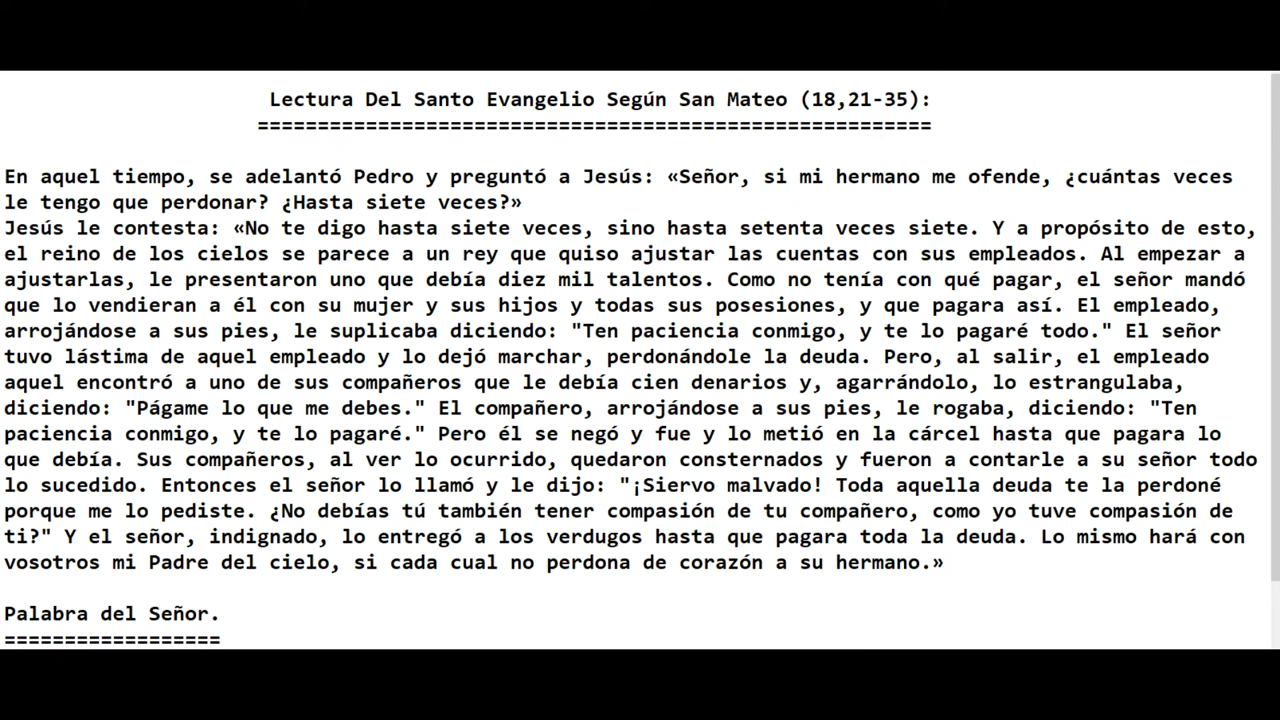 Lectura Del Santo Evangelio Según San Mateo (18,21-35):
========================================================
En aquel tiempo, se adelantó Pedro y preguntó a Jesús: «Señor, si mi hermano me ofende, ¿cuántas veces
le tengo que perdonar? ¿Hasta siete veces?»
Jesús le contesta: «No te digo hasta siete veces, sino hasta setenta veces siete. Y a propósito de esto,
el reino de los cielos se parece a un rey que quiso ajustar las cuentas con sus empleados. Al empezar a
ajustarlas, le presentaron uno que debía diez mil talentos. Como no tenía con qué pagar, el señor mandó
que lo vendieran a él con su mujer y sus hijos y todas sus posesiones, y que pagara así. El empleado,
arrojándose a sus pies, le suplicaba diciendo: "Ten paciencia conmigo, y te lo pagaré todo." El señor
tuvo lástima de aquel empleado y lo dejó marchar, perdonándole la deuda. Pero, al salir, el empleado
aquel encontró a uno de sus compañeros que le debía cien denarios y, agarrándolo, lo estrangulaba,
diciendo: "Págame lo que me debes." El compañero, arrojándose a sus pies, le rogaba, diciendo: "Ten
paciencia conmigo, y te lo pagaré." Pero él se negó y fue y lo metió en la cárcel hasta que pagara lo
que debía. Sus compañeros, al ver lo ocurrido, quedaron consternados y fueron a contarle a su señor todo
lo sucedido. Entonces el señor lo llamó y le dijo: "¡Siervo malvado! Toda aquella deuda te la perdoné
porque me lo pediste. ¿No debías tú también tener compasión de tu compañero, como yo tuve compasión de
ti?" Y el señor, indignado, lo entregó a los verdugos hasta que pagara toda la deuda. Lo mismo hará con
vosotros mi Padre del cielo, si cada cual no perdona de corazón a su hermano.»
Palabra del Señor.
==================